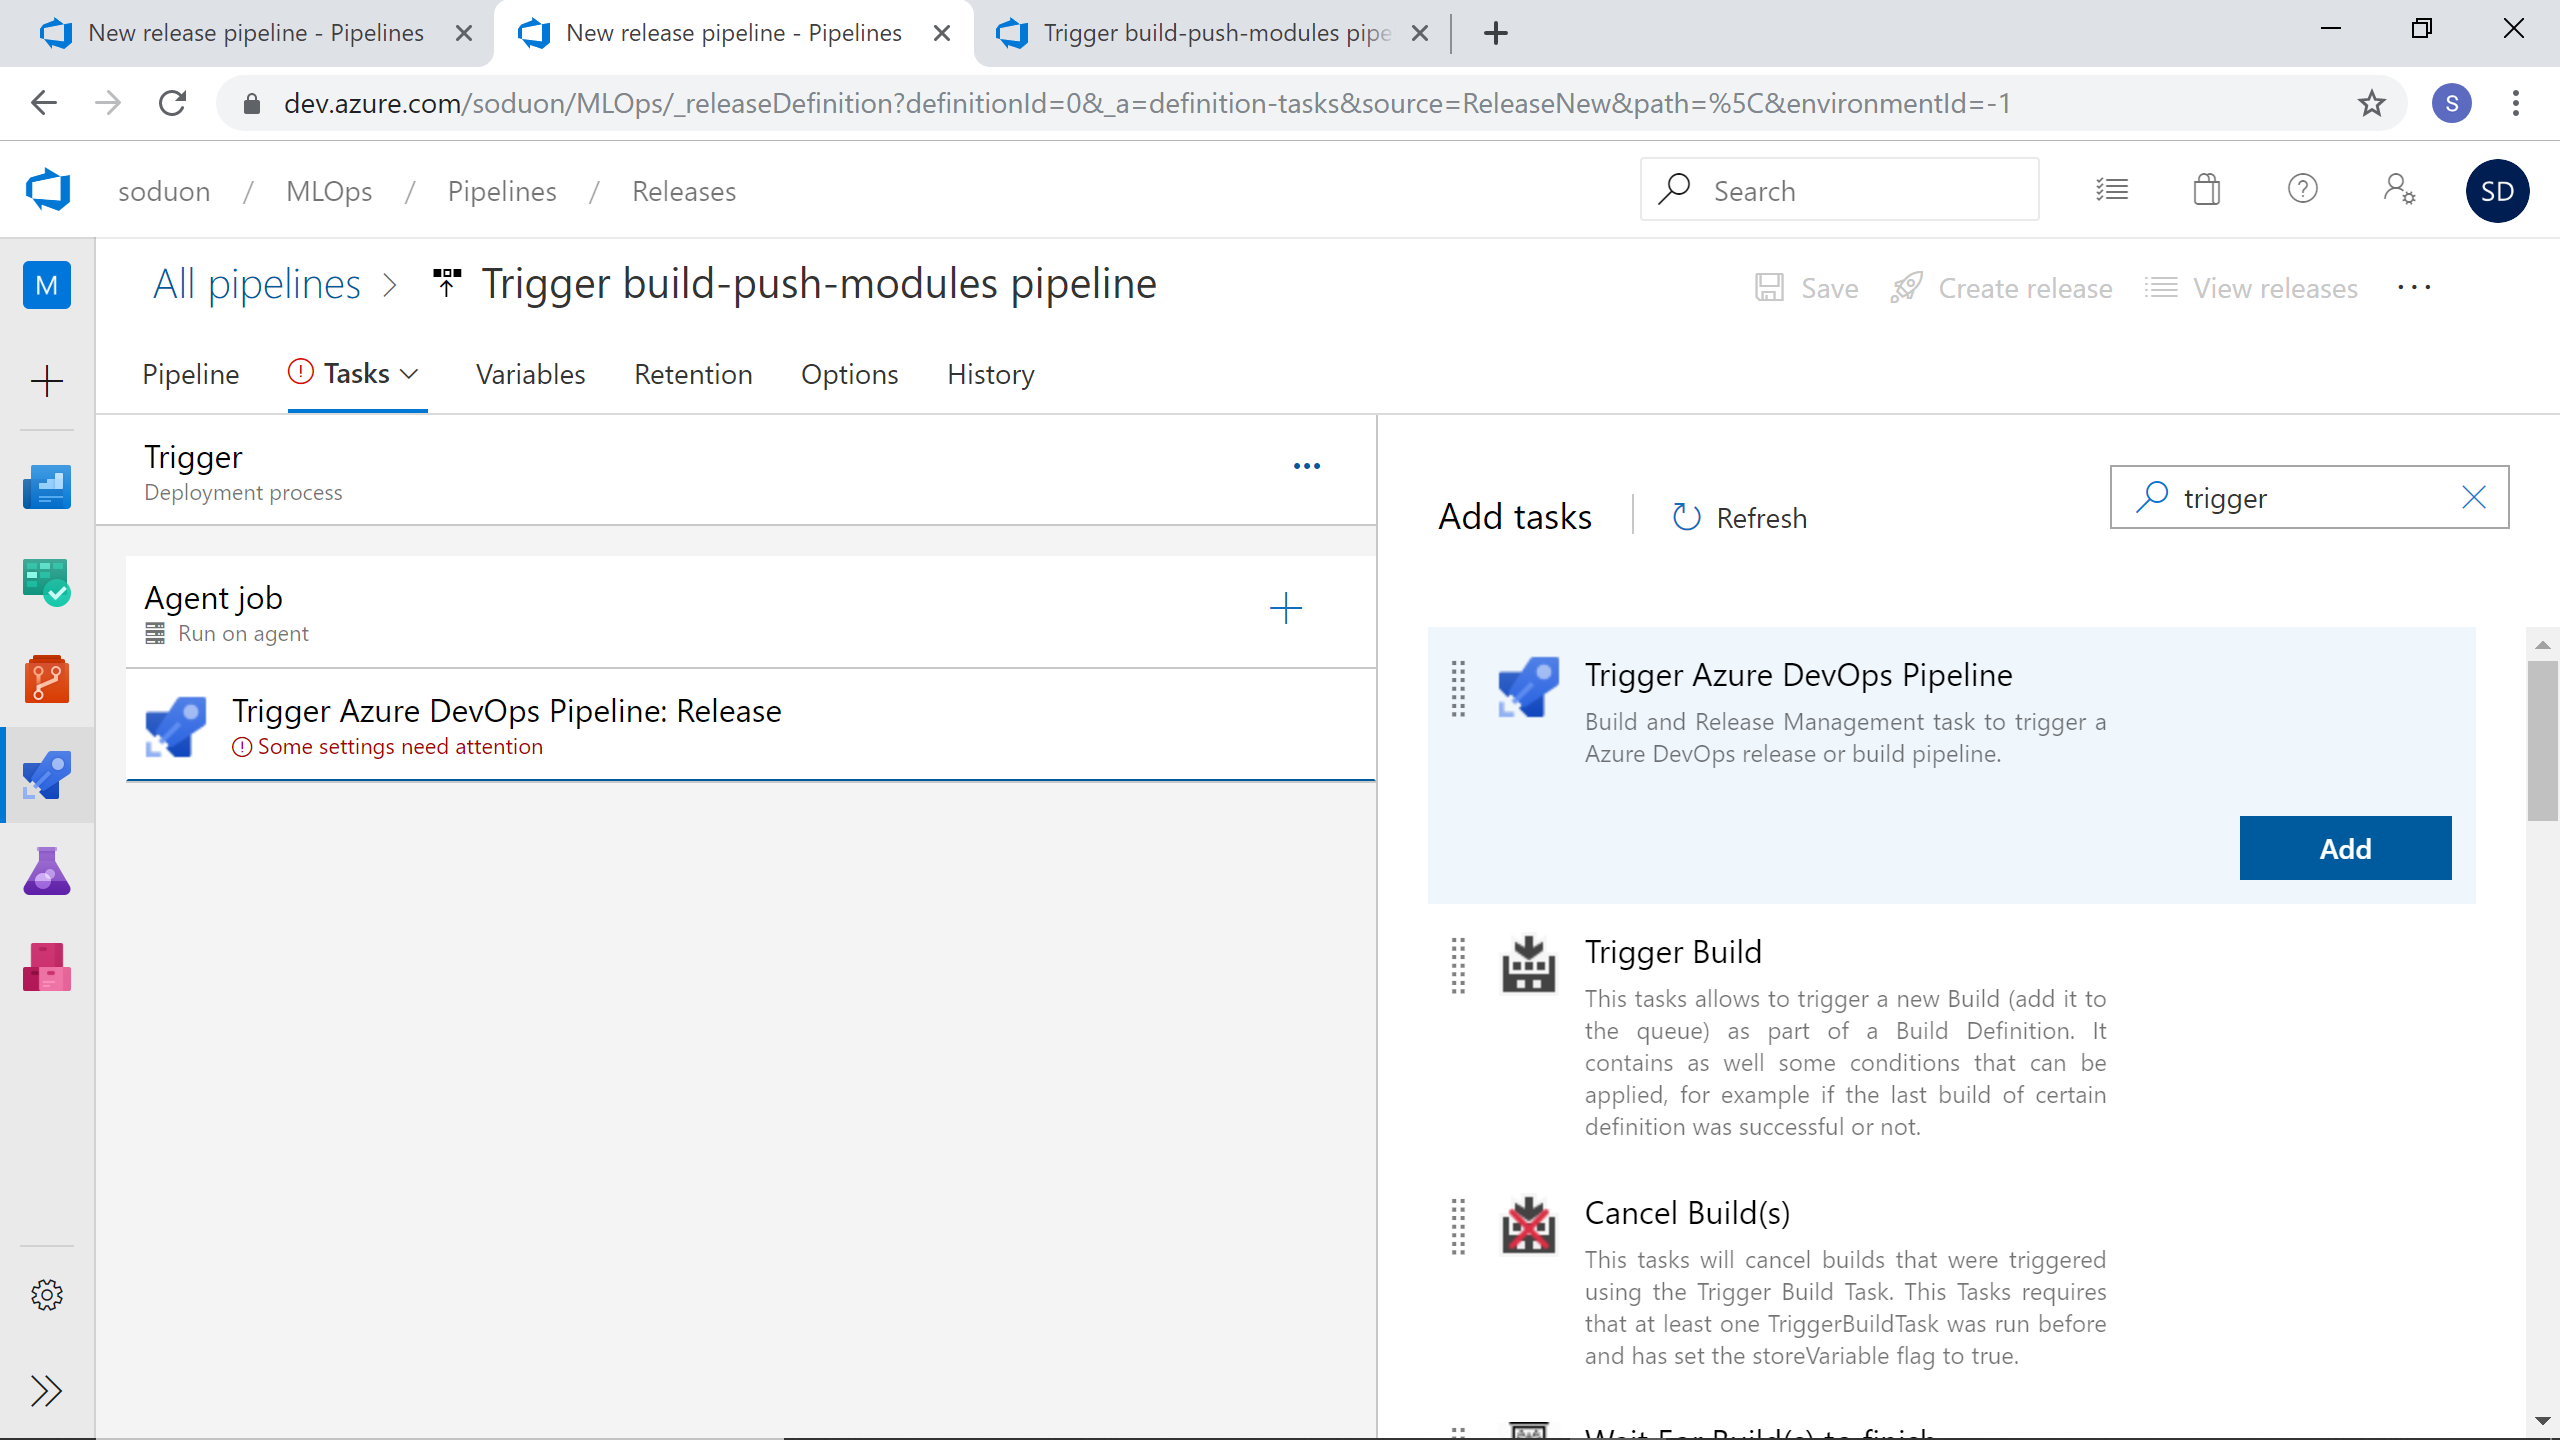 New release pipeline - Pipelines
New release pipeline - Pipelines
Trigger build-push-modules pipe
dev.azure.com/soduon/MLOps/_releaseDefinition?definitionId=0&_a=definition-tasks&source=ReleaseNew&path=%5C&environmentId=-1
S
soduon / MLOps / Pipelines / Releases
Search
SD
M
All pipelines > Trigger build-push-modules pipeline
Save
Create release
View releases
Pipeline
Tasks
Variables
Retention
Options
History
Trigger
Deployment process
Agent job
Run on agent
Trigger Azure DevOps Pipeline: Release
Some settings need attention
Add tasks
Refresh
trigger
Trigger Azure DevOps Pipeline
Build and Release Management task to trigger a
Azure DevOps release or build pipeline.
Add
Trigger Build
This tasks allows to trigger a new Build (add it to
the queue) as part of a Build Definition. It
contains as well some conditions that can be
applied, for example if the last build of certain
definition was successful or not.
Cancel Build(s)
This tasks will cancel builds that were triggered
using the Trigger Build Task. This Tasks requires
that at least one TriggerBuildTask was run before
and has set the storeVariable flag to true.
Wait For Build(s) to finish